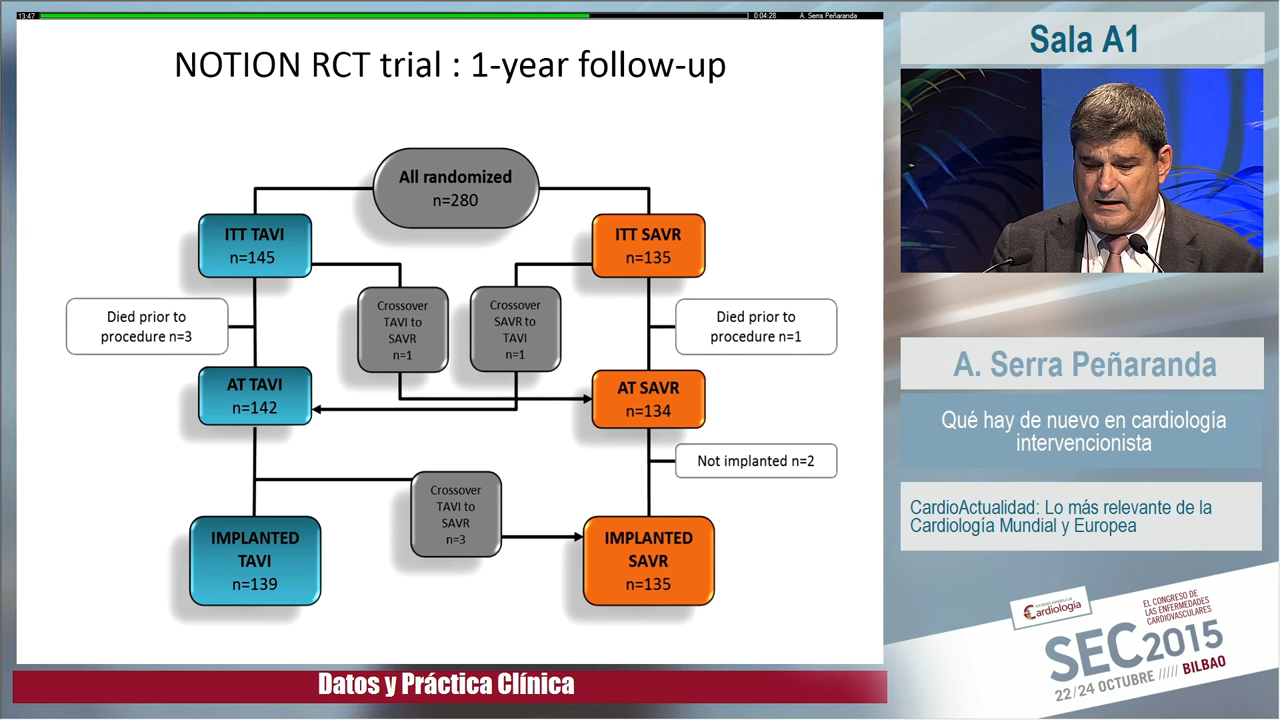 13:47
0:04:28
A. Serra Peñaranda
NOTION RCT trial : 1-year follow-up
All randomized
n=280
ITT TAVI
n=145
ITT SAVR
n=135
Crossover
TAVI to
SAVR
n=1
Crossover
SAVR to
TAVI
n=1
Died prior to
procedure n=3
Died prior to
procedure n=1
AT TAVI
n=142
AT SAVR
n=134
Not implanted n=2
Crossover
TAVI to
SAVR
n=3
IMPLANTED
TAVI
n=139
IMPLANTED
SAVR
n=135
Datos y Práctica Clínica
Sala A1
A. Serra Peñaranda
Qué hay de nuevo en cardiología
intervencionista
CardioActualidad: Lo más relevante de la
Cardiología Mundial y Europea
SOCIEDAD ESPAÑOLA DE
Cardiología
EL CONGRESO DE
LAS ENFERMEDADES
CARDIOVASCULARES
SEC2015
22/24 OCTUBRE ///// BILBAO